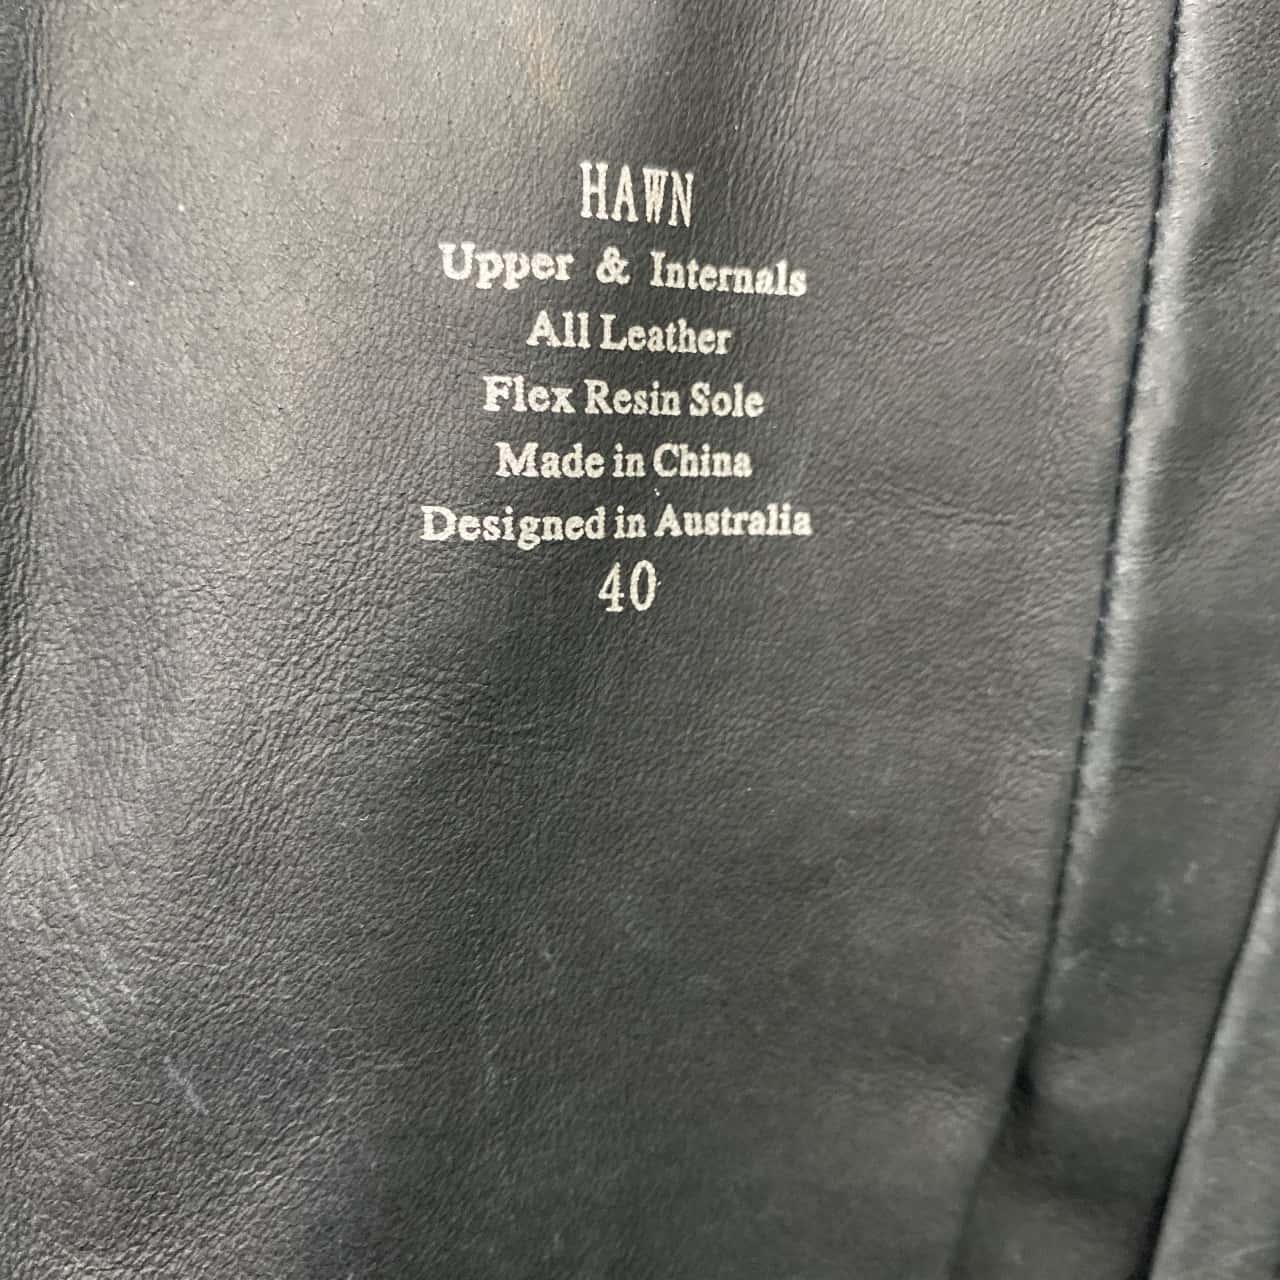 HAWN
Upper & Internals
All Leather
Flex Resin Sole
Made in China
Designed in Australia
40